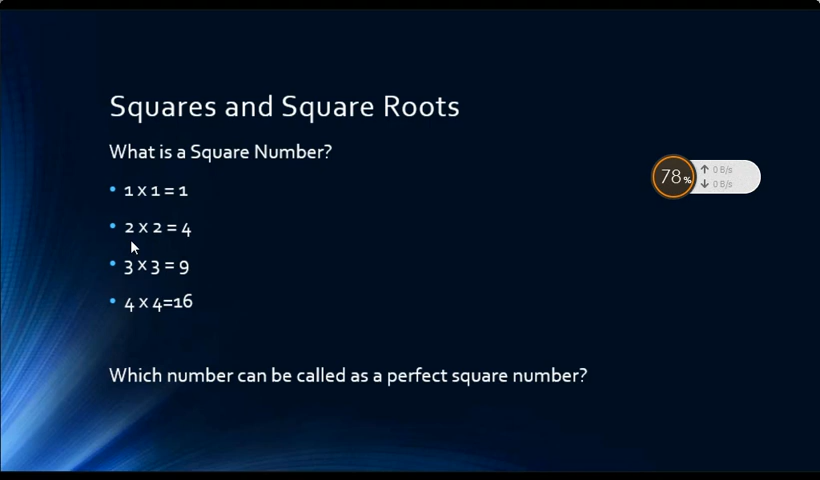 Squares and Square Roots
What is a Square Number?
• 1 x 1 = 1
• 2 x 2 = 4
• 3 x 3 = 9
• 4 x 4=16
Which number can be called as a perfect square number?
78%
↑ 0 B/s
↓ 0 B/s